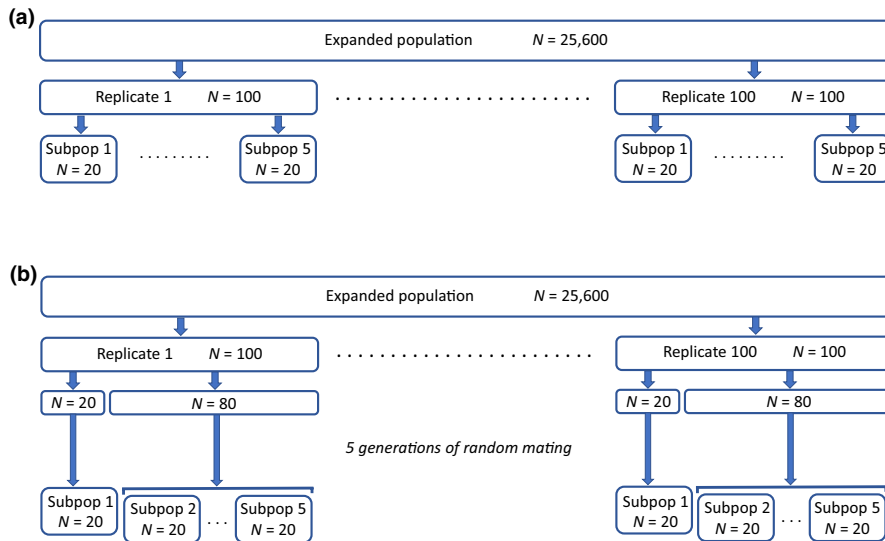 (a)
Expanded population N = 25,600
Replicate 1 N = 100 . . . . . . . . . . . . . . . . . . . . . . . . . Replicate 100 N = 100
Subpop 1 Subpop 5 Subpop 1 Subpop 5
N = 20 . . . . . . . . . N = 20 N = 20 . . . . . . . . . N = 20
(b)
Expanded population N = 25,600
Replicate 1 N = 100 . . . . . . . . . . . . . . . . . . . . . . . . . Replicate 100 N = 100
N = 20 N = 80 N = 20 N = 80
5 generations of random mating
Subpop 1 Subpop 2 Subpop 5 Subpop 1 Subpop 2 Subpop 5
N = 20 N = 20 . . . N = 20 N = 20 N = 20 . . . N = 20